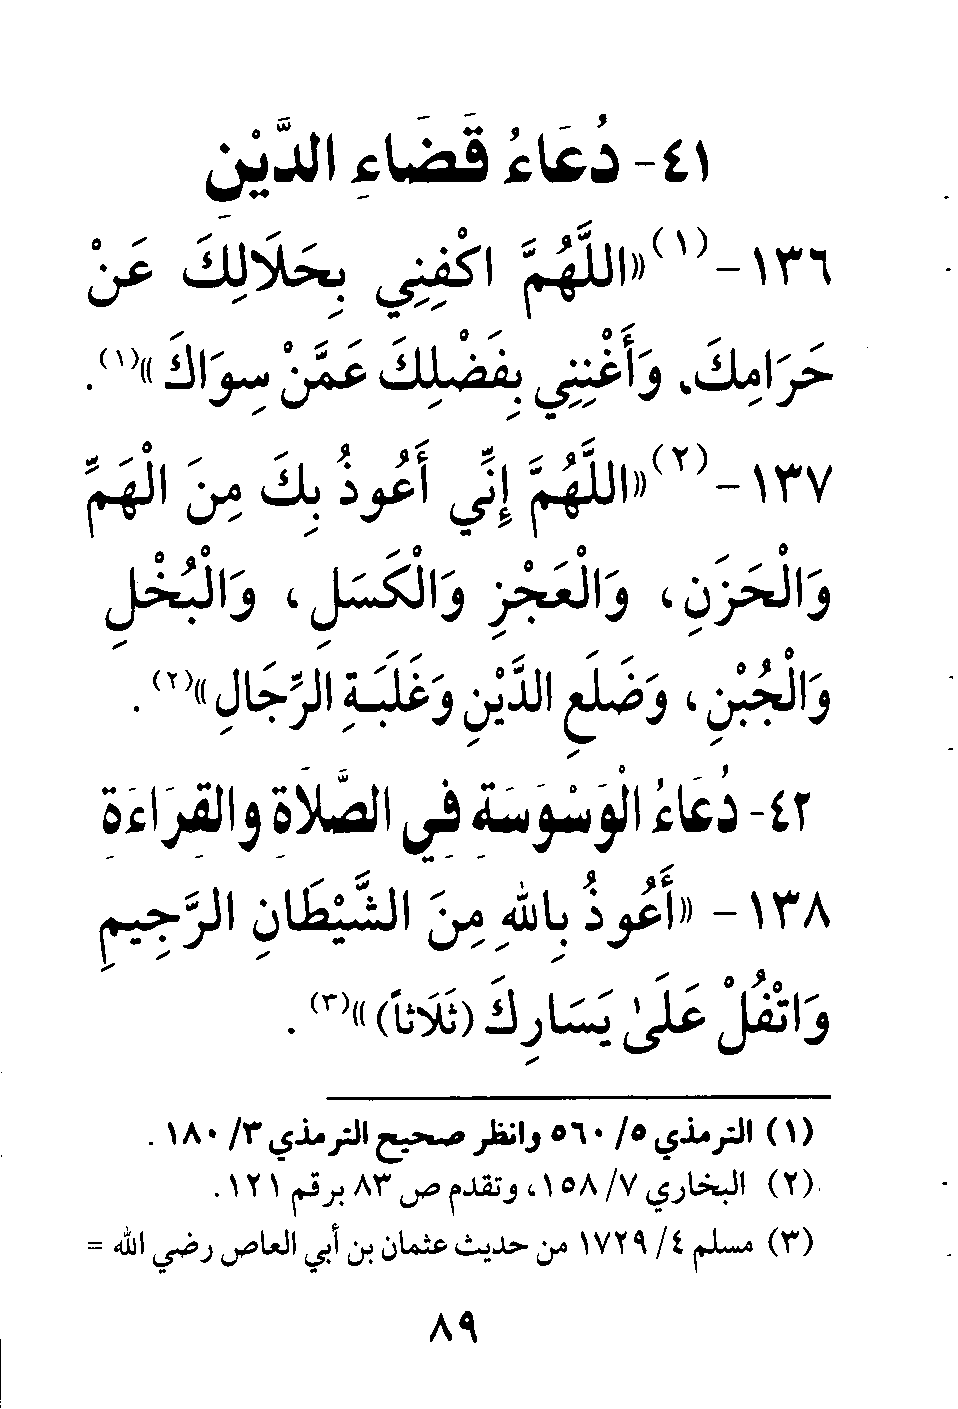 ٤١- دُعَاءُ قَضَاءِ الدَّيْنِ
١٣٦-(١)«اللَّهُمَّ اكْفِنِي بِحَلَالِكَ عَنْ
حَرَامِكَ، وَأَغْنِنِي بِفَضْلِكَ عَمَّنْ سِوَاكَ»(١).
١٣٧-(٢)«اللَّهُمَّ إِنِّي أَعُوذُ بِكَ مِنَ الْهَمِّ
وَالْحَزَنِ، وَالْعَجْزِ وَالْكَسَلِ، وَالْبُخْلِ
وَالْجُبْنِ، وَضَلَعِ الدَّيْنِ وَغَلَبَةِ الرِّجَالِ»(٢).
٤٢- دُعَاءُ الْوَسْوَسَةِ فِي الصَّلَاةِ والقِرَاءَةِ
١٣٨- «أَعُوذُ بِاللهِ مِنَ الشَّيْطَانِ الرَّجِيمِ
وَاتْفُلْ عَلَىٰ يَسَارِكَ (ثَلَاثاً)»(٣).
(١) الترمذي ٥/ ٥٦٠ وانظر صحيح الترمذي ٣/ ١٨٠.
(٢) البخاري ٧/ ١٥٨، وتقدم ص ٨٣ برقم ١٢١.
(٣) مسلم ٤/ ١٧٢٩ من حديث عثمان بن أبي العاص رضي الله =
٨٩